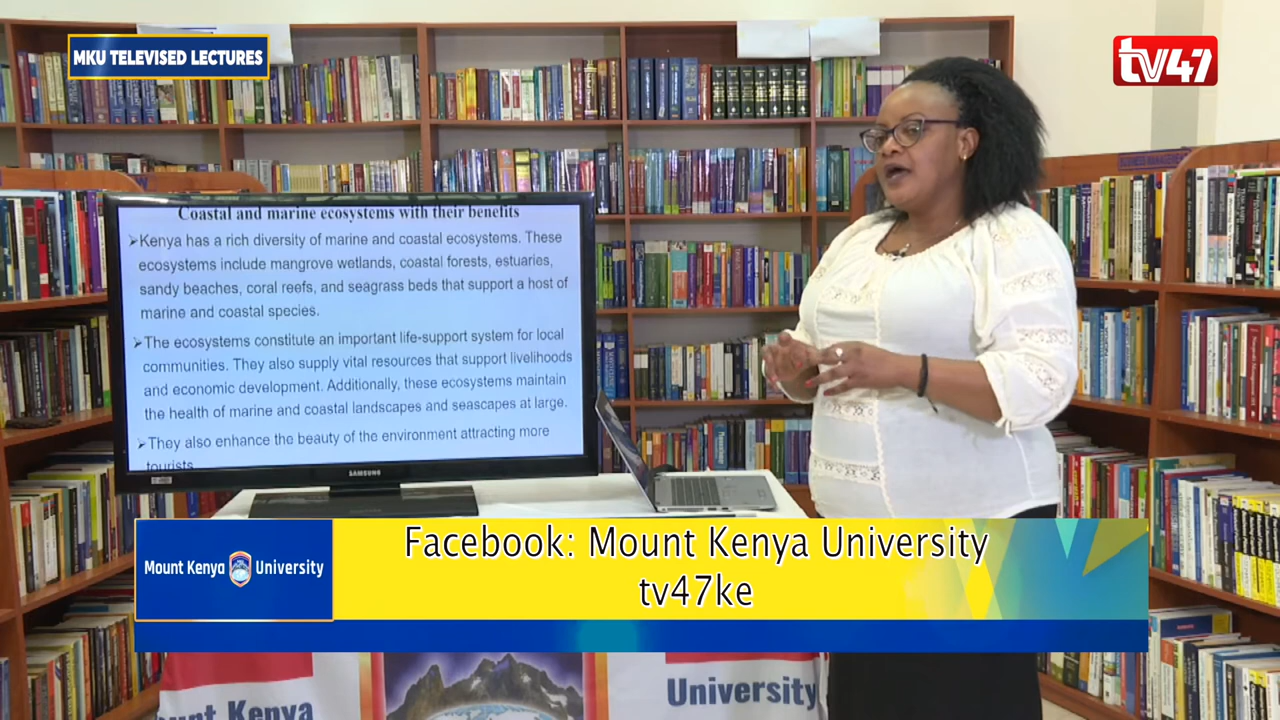 MKU TELEVISED LECTURES
tv47
BUSINESS MANAGEMENT
Coastal and marine ecosystems with their benefits
➢Kenya has a rich diversity of marine and coastal ecosystems. These
ecosystems include mangrove wetlands, coastal forests, estuaries,
sandy beaches, coral reefs, and seagrass beds that support a host of
marine and coastal species.
➢The ecosystems constitute an important life-support system for local
communities. They also supply vital resources that support livelihoods
and economic development. Additionally, these ecosystems maintain
the health of marine and coastal landscapes and seascapes at large.
➢They also enhance the beauty of the environment attracting more
tourists
SAMSUNG
Mount Kenya University
Facebook: Mount Kenya University
tv47ke
unt Kenya
University